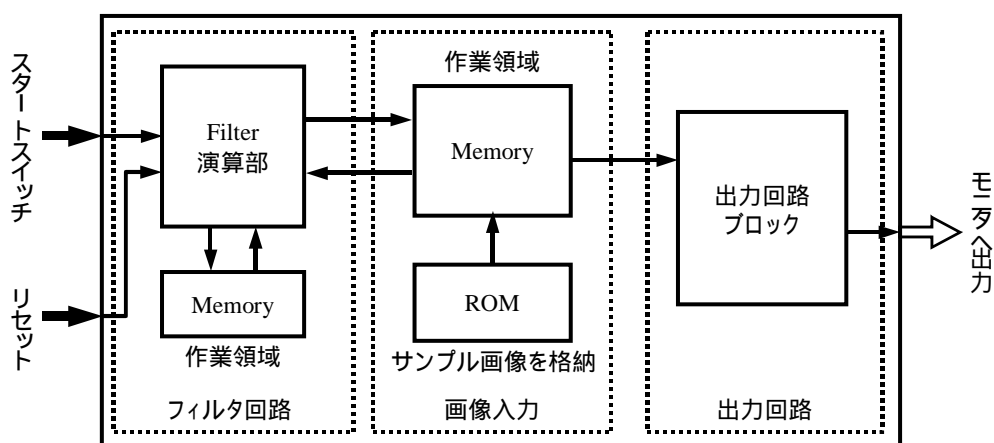 スタートスイッチ
リセット
Filter
演算部
Memory
作業領域
フィルタ回路
作業領域
Memory
ROM
サンプル画像を格納
画像入力
出力回路
ブロック
出力回路
モニタへ出力